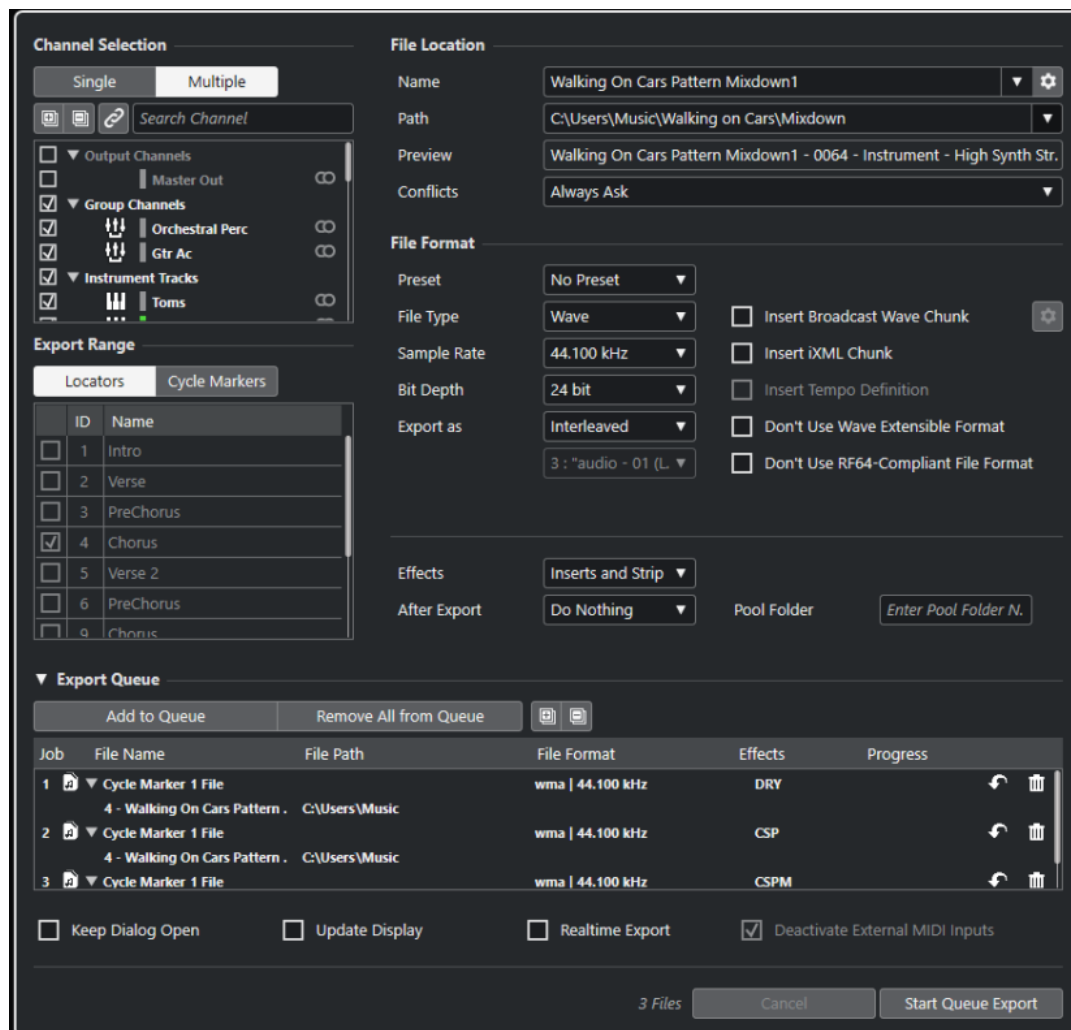 Channel Selection
Single Multiple
Search Channel
Output Channels
Master Out
Group Channels
Orchestral Perc
Gtr Ac
Instrument Tracks
Toms
Export Range
Locators Cycle Markers
ID Name
1 Intro
2 Verse
3 PreChorus
4 Chorus
5 Verse 2
6 PreChorus
9 Chorus
File Location
Name Walking On Cars Pattern Mixdown1
Path C:\Users\Music\Walking on Cars\Mixdown
Preview Walking On Cars Pattern Mixdown1 - 0064 - Instrument - High Synth Str.
Conflicts Always Ask
File Format
Preset No Preset
File Type Wave Insert Broadcast Wave Chunk
Sample Rate 44.100 kHz Insert iXML Chunk
Bit Depth 24 bit Insert Tempo Definition
Export as Interleaved Don't Use Wave Extensible Format
3 : "audio - 01 (L. Don't Use RF64-Compliant File Format
Effects Inserts and Strip
After Export Do Nothing Pool Folder Enter Pool Folder N.
Export Queue
Add to Queue Remove All from Queue
Job File Name File Path File Format Effects Progress
1 Cycle Marker 1 File wma | 44.100 kHz DRY
4 - Walking On Cars Pattern . C:\Users\Music
2 Cycle Marker 1 File wma | 44.100 kHz CSP
4 - Walking On Cars Pattern . C:\Users\Music
3 Cycle Marker 1 File wma | 44.100 kHz CSPM
Keep Dialog Open Update Display Realtime Export Deactivate External MIDI Inputs
3 Files Cancel Start Queue Export